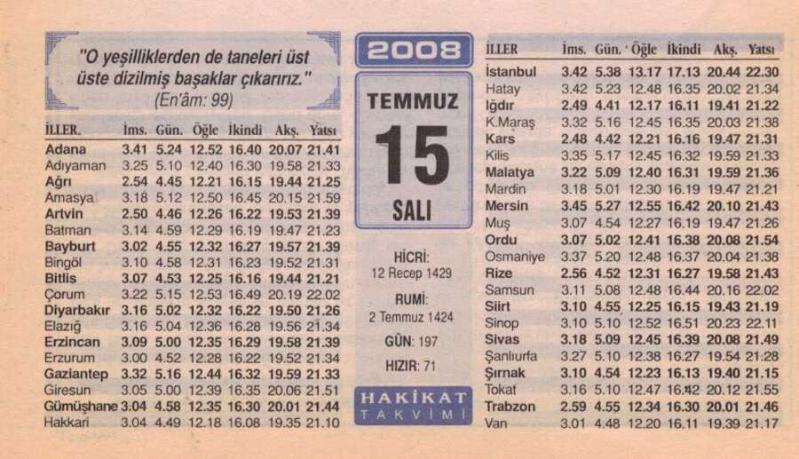 "O yeşilliklerden de taneleri üst
üste dizilmiş başaklar çıkarırız."
(En'âm: 99)
İLLER. İms. Gün. Öğle İkindi Akş. Yatsı
Adana 3.41 5.24 12.52 16.40 20.07 21.41
Adıyaman 3.25 5.10 12.40 16.30 19.58 21.33
Ağrı 2.54 4.45 12.21 16.15 19.44 21.25
Amasya 3.18 5.12 12.50 16.45 20.15 21.59
Artvin 2.50 4.46 12.26 16.22 19.53 21.39
Batman 3.14 4.59 12.29 16.19 19.47 21.23
Bayburt 3.02 4.55 12.32 16.27 19.57 21.39
Bingöl 3.10 4.58 12.31 16.23 19.52 21.31
Bitlis 3.07 4.53 12.25 16.16 19.44 21.21
Çorum 3.22 5.15 12.53 16.49 20.19 22.02
Diyarbakır 3.16 5.02 12.32 16.22 19.50 21.26
Elazığ 3.16 5.04 12.36 16.28 19.56 21.34
Erzincan 3.09 5.00 12.35 16.29 19.58 21.39
Erzurum 3.00 4.52 12.28 16.22 19.52 21.34
Gaziantep 3.32 5.16 12.44 16.32 19.59 21.33
Giresun 3.05 5.00 12.39 16.35 20.06 21.51
Gümüşhane 3.04 4.58 12.35 16.30 20.01 21.44
Hakkari 3.04 4.49 12.18 16.08 19.35 21.10
2008
TEMMUZ
15
SALI
HİCRİ:
12 Recep 1429
RUMİ:
2 Temmuz 1424
GÜN: 197
HIZIR: 71
HAKİKAT
TAKVİMİ
İLLER İms. Gün. Öğle İkindi Akş. Yatsı
İstanbul 3.42 5.38 13.17 17.13 20.44 22.30
Hatay 3.42 5.23 12.48 16.35 20.02 21.34
Iğdır 2.49 4.41 12.17 16.11 19.41 21.22
K.Maraş 3.32 5.16 12.45 16.35 20.03 21.38
Kars 2.48 4.42 12.21 16.16 19.47 21.31
Kilis 3.35 5.17 12.45 16.32 19.59 21.33
Malatya 3.22 5.09 12.40 16.31 19.59 21.36
Mardin 3.18 5.01 12.30 16.19 19.47 21.21
Mersin 3.45 5.27 12.55 16.42 20.10 21.43
Muş 3.07 4.54 12.27 16.19 19.47 21.26
Ordu 3.07 5.02 12.41 16.38 20.08 21.54
Osmaniye 3.37 5.20 12.48 16.37 20.04 21.38
Rize 2.56 4.52 12.31 16.27 19.58 21.43
Samsun 3.11 5.08 12.48 16.44 20.16 22.02
Siirt 3.10 4.55 12.25 16.15 19.43 21.19
Sinop 3.10 5.10 12.52 16.51 20.23 22.11
Sivas 3.18 5.09 12.45 16.39 20.08 21.49
Şanlıurfa 3.27 5.10 12.38 16.27 19.54 21.28
Şırnak 3.10 4.54 12.23 16.13 19.40 21.15
Tokat 3.16 5.10 12.47 16.42 20.12 21.55
Trabzon 2.59 4.55 12.34 16.30 20.01 21.46
Van 3.01 4.48 12.20 16.11 19.39 21.17